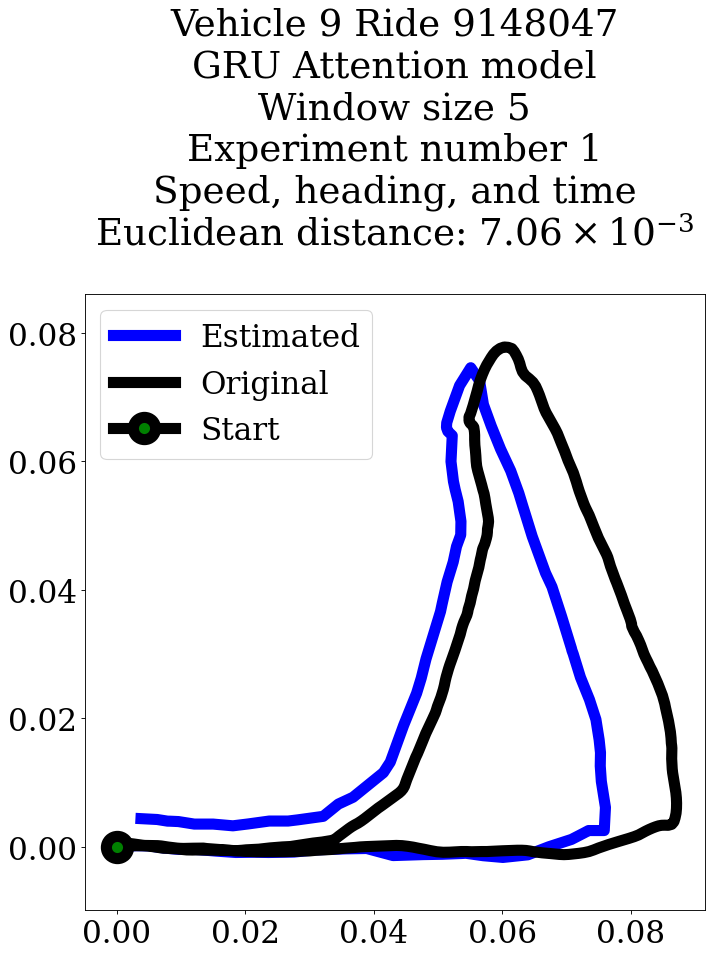 Vehicle 9 Ride 9148047
GRU Attention model
Window size 5
Experiment number 1
Speed, heading, and time
Euclidean distance: 7.06 × 10⁻³
Estimated
Original
Start
0.08
0.06
0.04
0.02
0.00
0.00 0.02 0.04 0.06 0.08